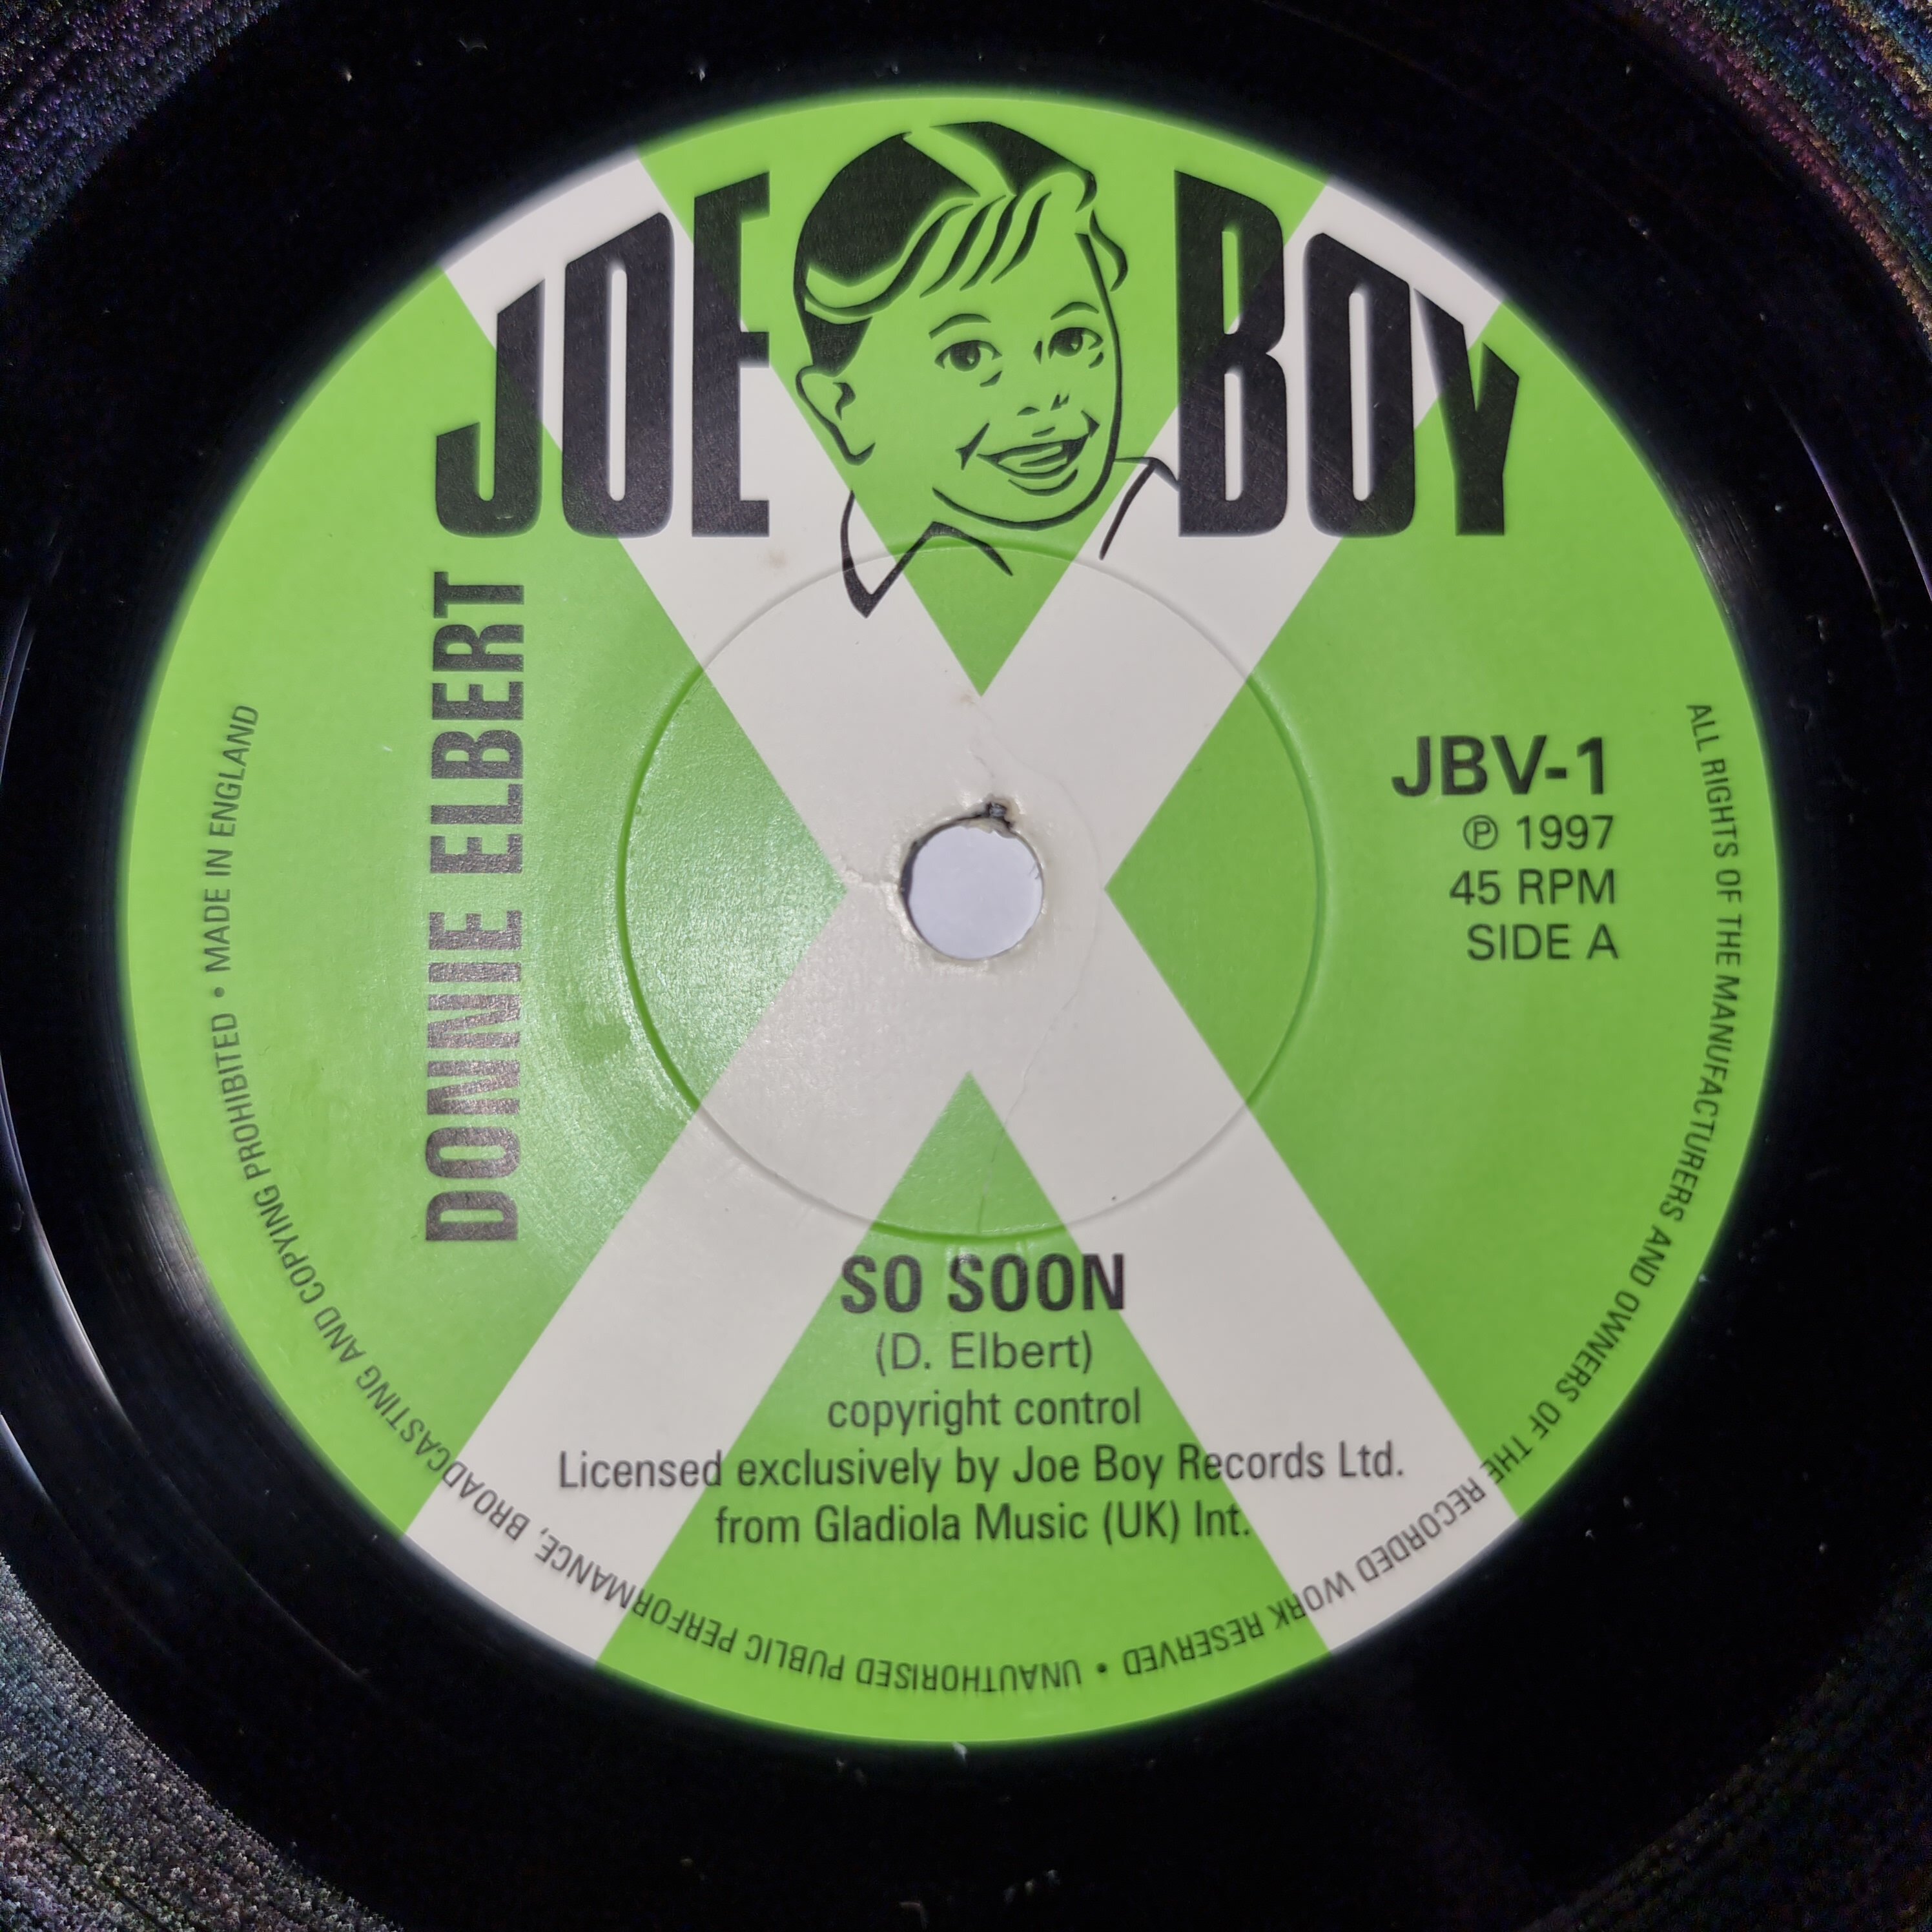 JOE BOY
DONNIE ELBERT
JBV-1
℗ 1997
45 RPM
SIDE A
SO SOON
(D. Elbert)
copyright control
Licensed exclusively by Joe Boy Records Ltd.
from Gladiola Music (UK) Int.
ALL RIGHTS OF THE MANUFACTURERS AND OWNERS OF THE RECORDED WORK RESERVED • UNAUTHORISED PUBLIC PERFORMANCE, BROADCASTING AND COPYING PROHIBITED • MADE IN ENGLAND